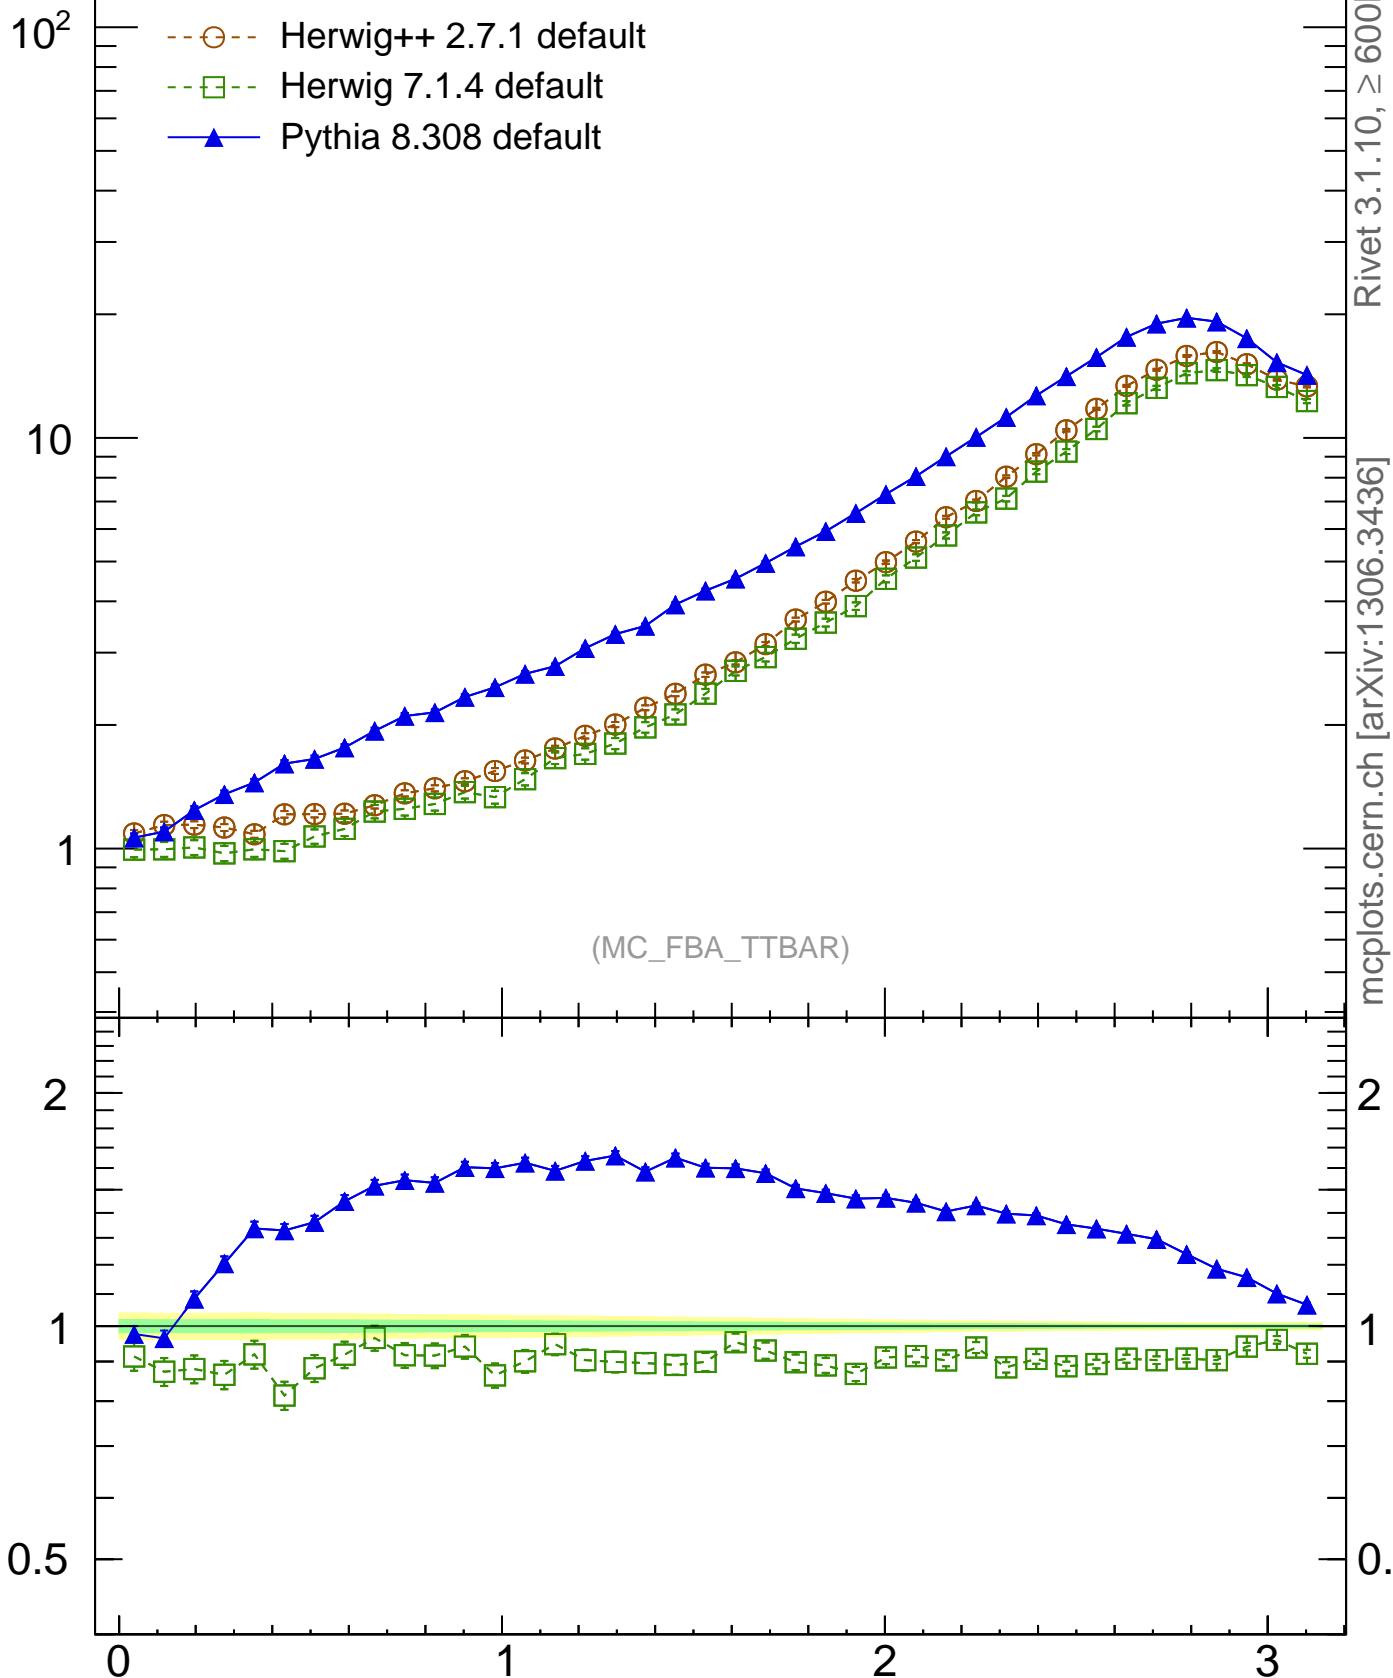 10²
Herwig++ 2.7.1 default
Herwig 7.1.4 default
Pythia 8.308 default
10
1
(MC_FBA_TTBAR)
2
1
0.5
2
1
0.
0 1 2 3
Rivet 3.1.10, ≥ 600
mcplots.cern.ch [arXiv:1306.3436]